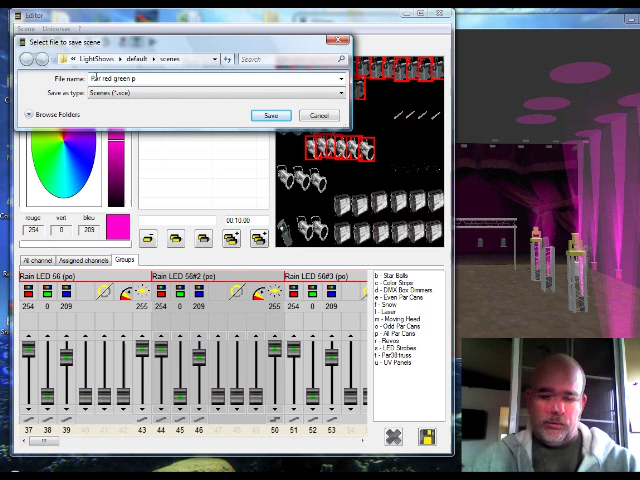 Editor
Scene Universes ?
Select file to save scene
LightShows default scenes
Search
File name: Par red green p
Save as type: Scenes (*.sce)
Browse Folders
Save Cancel
rouge vert bleu
254 0 209
00:10.00
All channel Assigned channels Groups
Rain LED 56 (pe) Rain LED 56#2 (pe) Rain LED 56#3 (pe)
254 0 209 255 254 0 209 255 254 0 209
37 38 39 43 44 45 46 50 51 52 53
b - Star Balls
c - Color Strips
d - DMX Box Dimmers
e - Even Par Cans
f - Snow
l - Laser
m - Moving Head
o - Odd Par Cans
p - All Par Cans
r - Revos
s - LED Strobes
t - Par38 truss
u - UV Panels